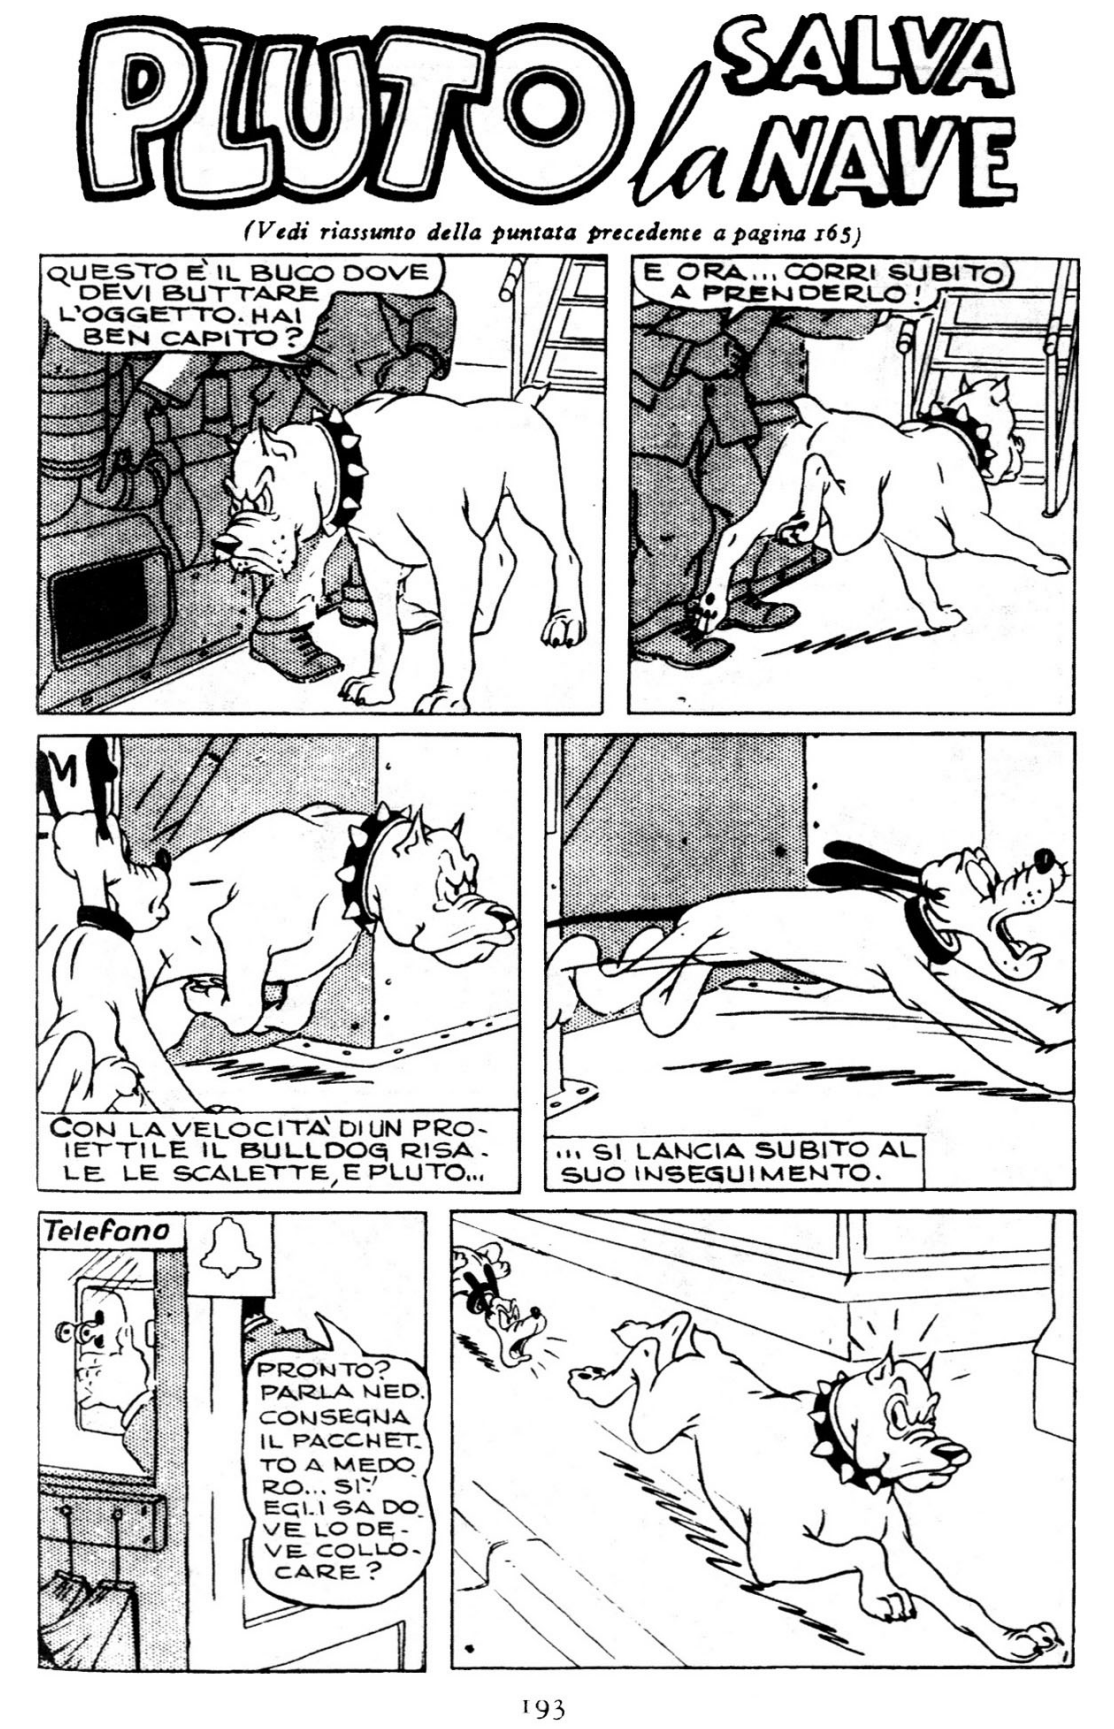 PLUTO
SALVA
la NAVE
(Vedi riassunto della puntata precedente a pagina 165)
QUESTO E' IL BUCO DOVE
DEVI BUTTARE
L'OGGETTO. HAI
BEN CAPITO?
E ORA... CORRI SUBITO
A PRENDERLO!
M
CON LA VELOCITA' DI UN PRO-
IETTILE IL BULLDOG RISA-
LE LE SCALETTE, E PLUTO...
... SI LANCIA SUBITO AL
SUO INSEGUIMENTO.
Telefono
PRONTO?
PARLA NED.
CONSEGNA
IL PACCHET-
TO A MEDO
RO... SI!
EGLI SA DO
VE LO DE-
VE COLLO-
CARE?
193